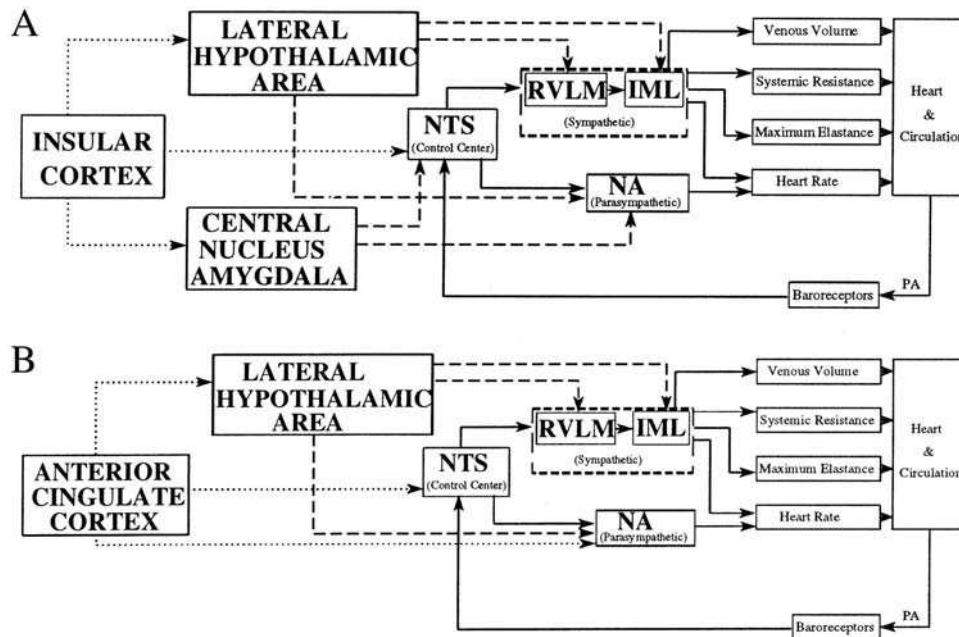 A
LATERAL
HYPOTHALAMIC
AREA
INSULAR
CORTEX
CENTRAL
NUCLEUS
AMYGDALA
NTS
(Control Center)
RVLM
IML
(Sympathetic)
NA
(Parasympathetic)
Venous Volume
Systemic Resistance
Maximum Elastance
Heart Rate
Heart
&
Circulation
PA
Baroreceptors
B
LATERAL
HYPOTHALAMIC
AREA
ANTERIOR
CINGULATE
CORTEX
NTS
(Control Center)
RVLM
IML
(Sympathetic)
NA
(Parasympathetic)
Venous Volume
Systemic Resistance
Maximum Elastance
Heart Rate
Heart
&
Circulation
PA
Baroreceptors